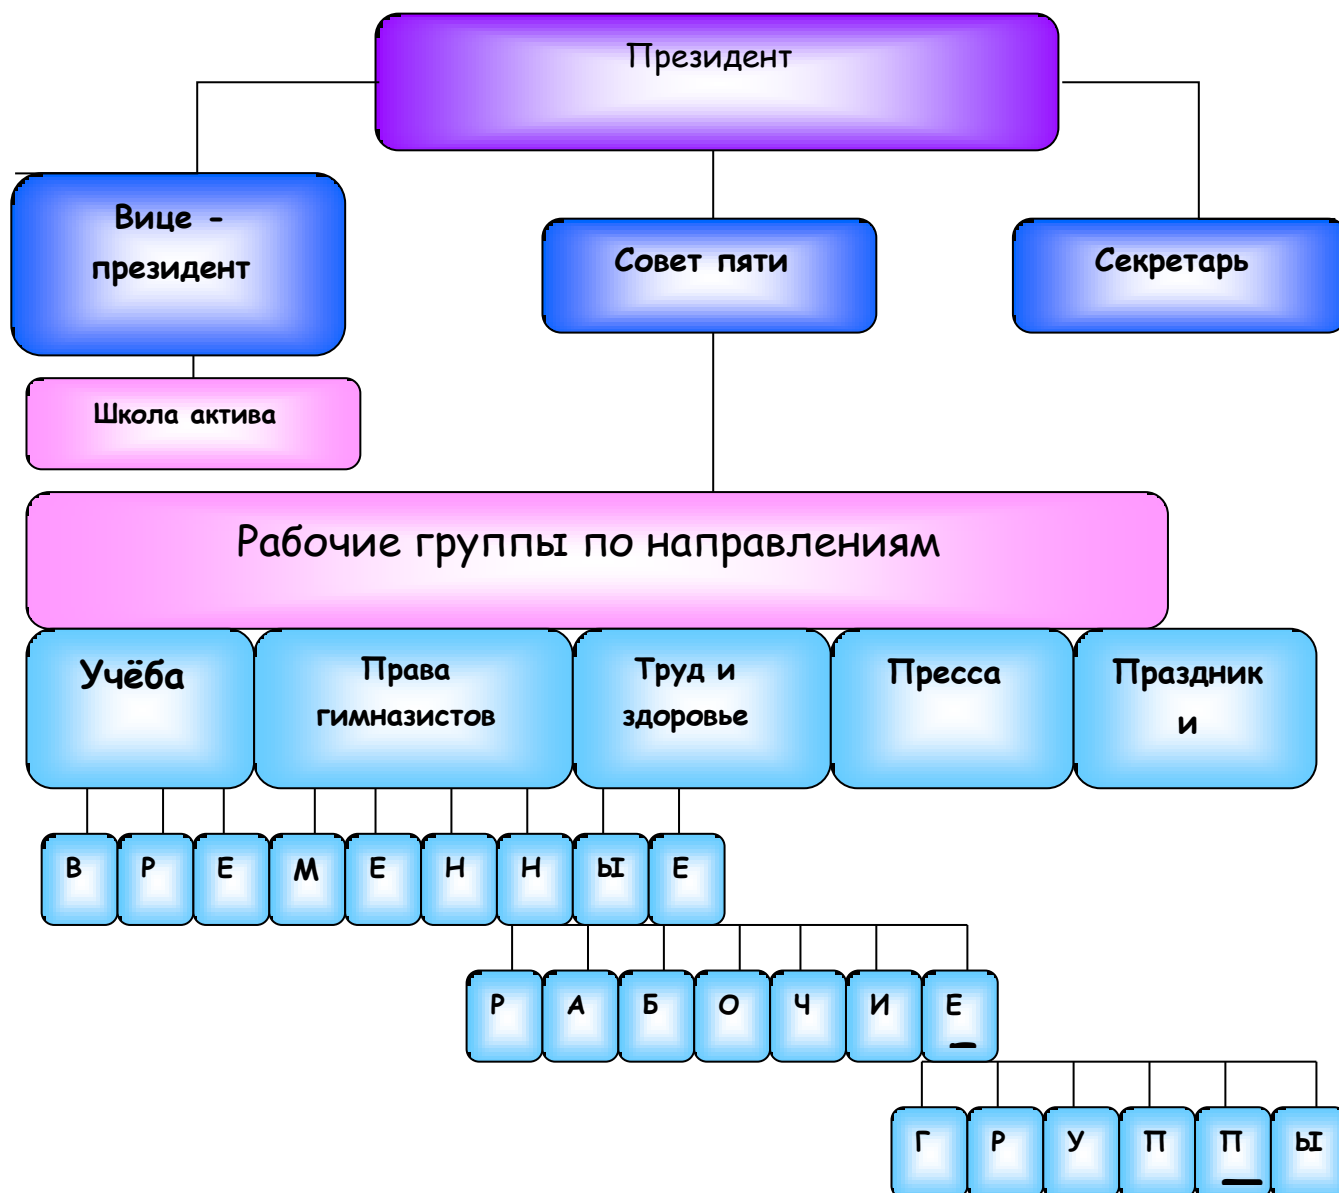 Президент
Вице -
президент
Совет пяти
Секретарь
Школа актива
Рабочие группы по направлениям
Учёба
Права
гимназистов
Труд и
здоровье
Пресса
Праздник
и
В Р Е М Е Н Н Ы Е
Р А Б О Ч И Е
Г Р У П П Ы